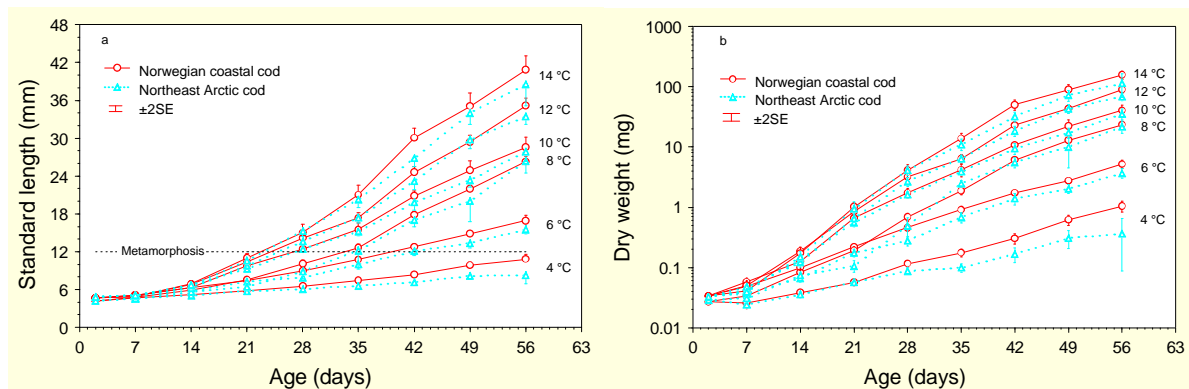 a
Norwegian coastal cod
Northeast Arctic cod
±2SE
Metamorphosis
14 °C
12 °C
10 °C
8 °C
6 °C
4 °C
48
42
36
30
24
18
12
6
0
0 7 14 21 28 35 42 49 56 63
Standard length (mm)
Age (days)
b
Norwegian coastal cod
Northeast Arctic cod
±2SE
14 °C
12 °C
10 °C
8 °C
6 °C
4 °C
1000
100
10
1
0.1
0.01
0 7 14 21 28 35 42 49 56 63
Dry weight (mg)
Age (days)